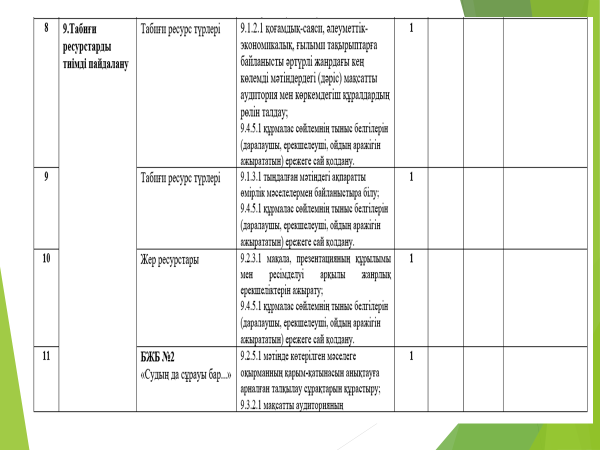 8
9.Табиғи
ресурстарды
тиімді пайдалану
Табиғи ресурс түрлері
9.1.2.1 қоғамдық-саяси, әлеуметтік-
экономикалық, ғылыми тақырыптарға
байланысты әртүрлі жанрдағы кең
көлемді мәтіндердегі (дәріс) мақсатты
аудитория мен көркемдегіш құралдардың
рөлін талдау;
9.4.5.1 құрмалас сөйлемнің тыныс белгілерін
(даралаушы, ерекшелеуші, ойдың аражігін
ажырататын) ережеге сай қолдану.
1
9
Табиғи ресурс түрлері
9.1.3.1 тыңдалған мәтіндегі ақпаратты
өмірлік мәселелермен байланыстыра білу;
9.4.5.1 құрмалас сөйлемнің тыныс белгілерін
(даралаушы, ерекшелеуші, ойдың аражігін
ажырататын) ережеге сай қолдану.
1
10
Жер ресурстары
9.2.3.1 мақала, презентацияның құрылымы
мен ресімделуі арқылы жанрлық
ерекшеліктерін ажырату;
9.4.5.1 құрмалас сөйлемнің тыныс белгілерін
(даралаушы, ерекшелеуші, ойдың аражігін
ажырататын) ережеге сай қолдану.
1
11
БЖБ №2
«Судың да сұрауы бар...»
9.2.5.1 мәтінде көтерілген мәселеге
оқырманның қарым-қатынасын анықтауға
арналған талқылау сұрақтарын құрастыру;
9.3.2.1 мақсатты аудиторияның
1